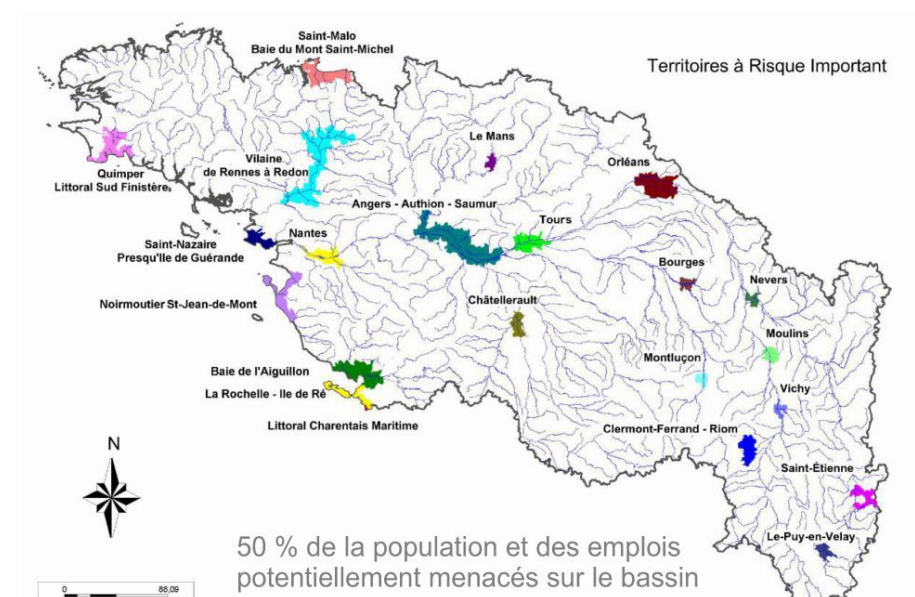 Saint-Malo
Baie du Mont Saint-Michel
Territoires à Risque Important
Le Mans
Orléans
Vilaine
de Rennes à Redon
Quimper
Littoral Sud Finistère
Angers - Authion - Saumur
Tours
Nantes
Saint-Nazaire
Presqu'Ile de Guérande
Bourges
Nevers
Noirmoutier St-Jean-de-Mont
Châtellerault
Moulins
Montluçon
Baie de l'Aiguillon
La Rochelle - Ile de Ré
Vichy
Littoral Charentais Maritime
Clermont-Ferrand - Riom
N
Saint-Étienne
Le-Puy-en-Velay
50 % de la population et des emplois
potentiellement menacés sur le bassin
0 88,09